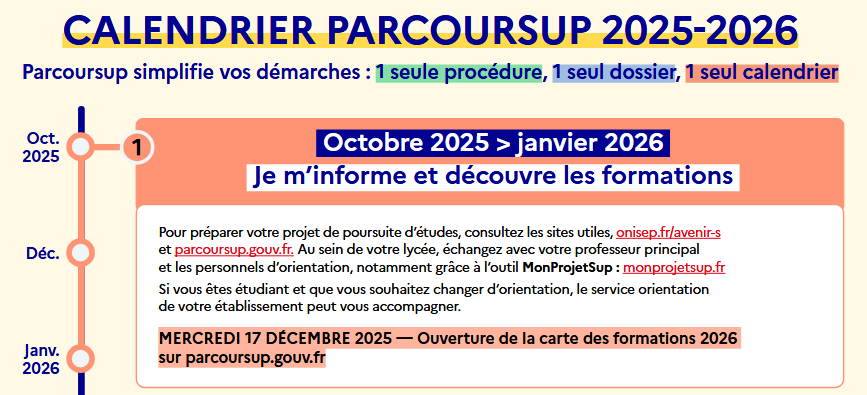 CALENDRIER PARCOURSUP 2025-2026
Parcoursup simplifie vos démarches : 1 seule procédure, 1 seul dossier, 1 seul calendrier
Oct.
2025
1
Octobre 2025 > janvier 2026
Je m’informe et découvre les formations
Pour préparer votre projet de poursuite d’études, consultez les sites utiles, onisep.fr/avenir-s
et parcoursup.gouv.fr. Au sein de votre lycée, échangez avec votre professeur principal
et les personnels d’orientation, notamment grâce à l’outil MonProjetSup : monprojetsup.fr
Si vous êtes étudiant et que vous souhaitez changer d’orientation, le service orientation
de votre établissement peut vous accompagner.
Déc.
MERCREDI 17 DÉCEMBRE 2025 — Ouverture de la carte des formations 2026
sur parcoursup.gouv.fr
Janv.
2026